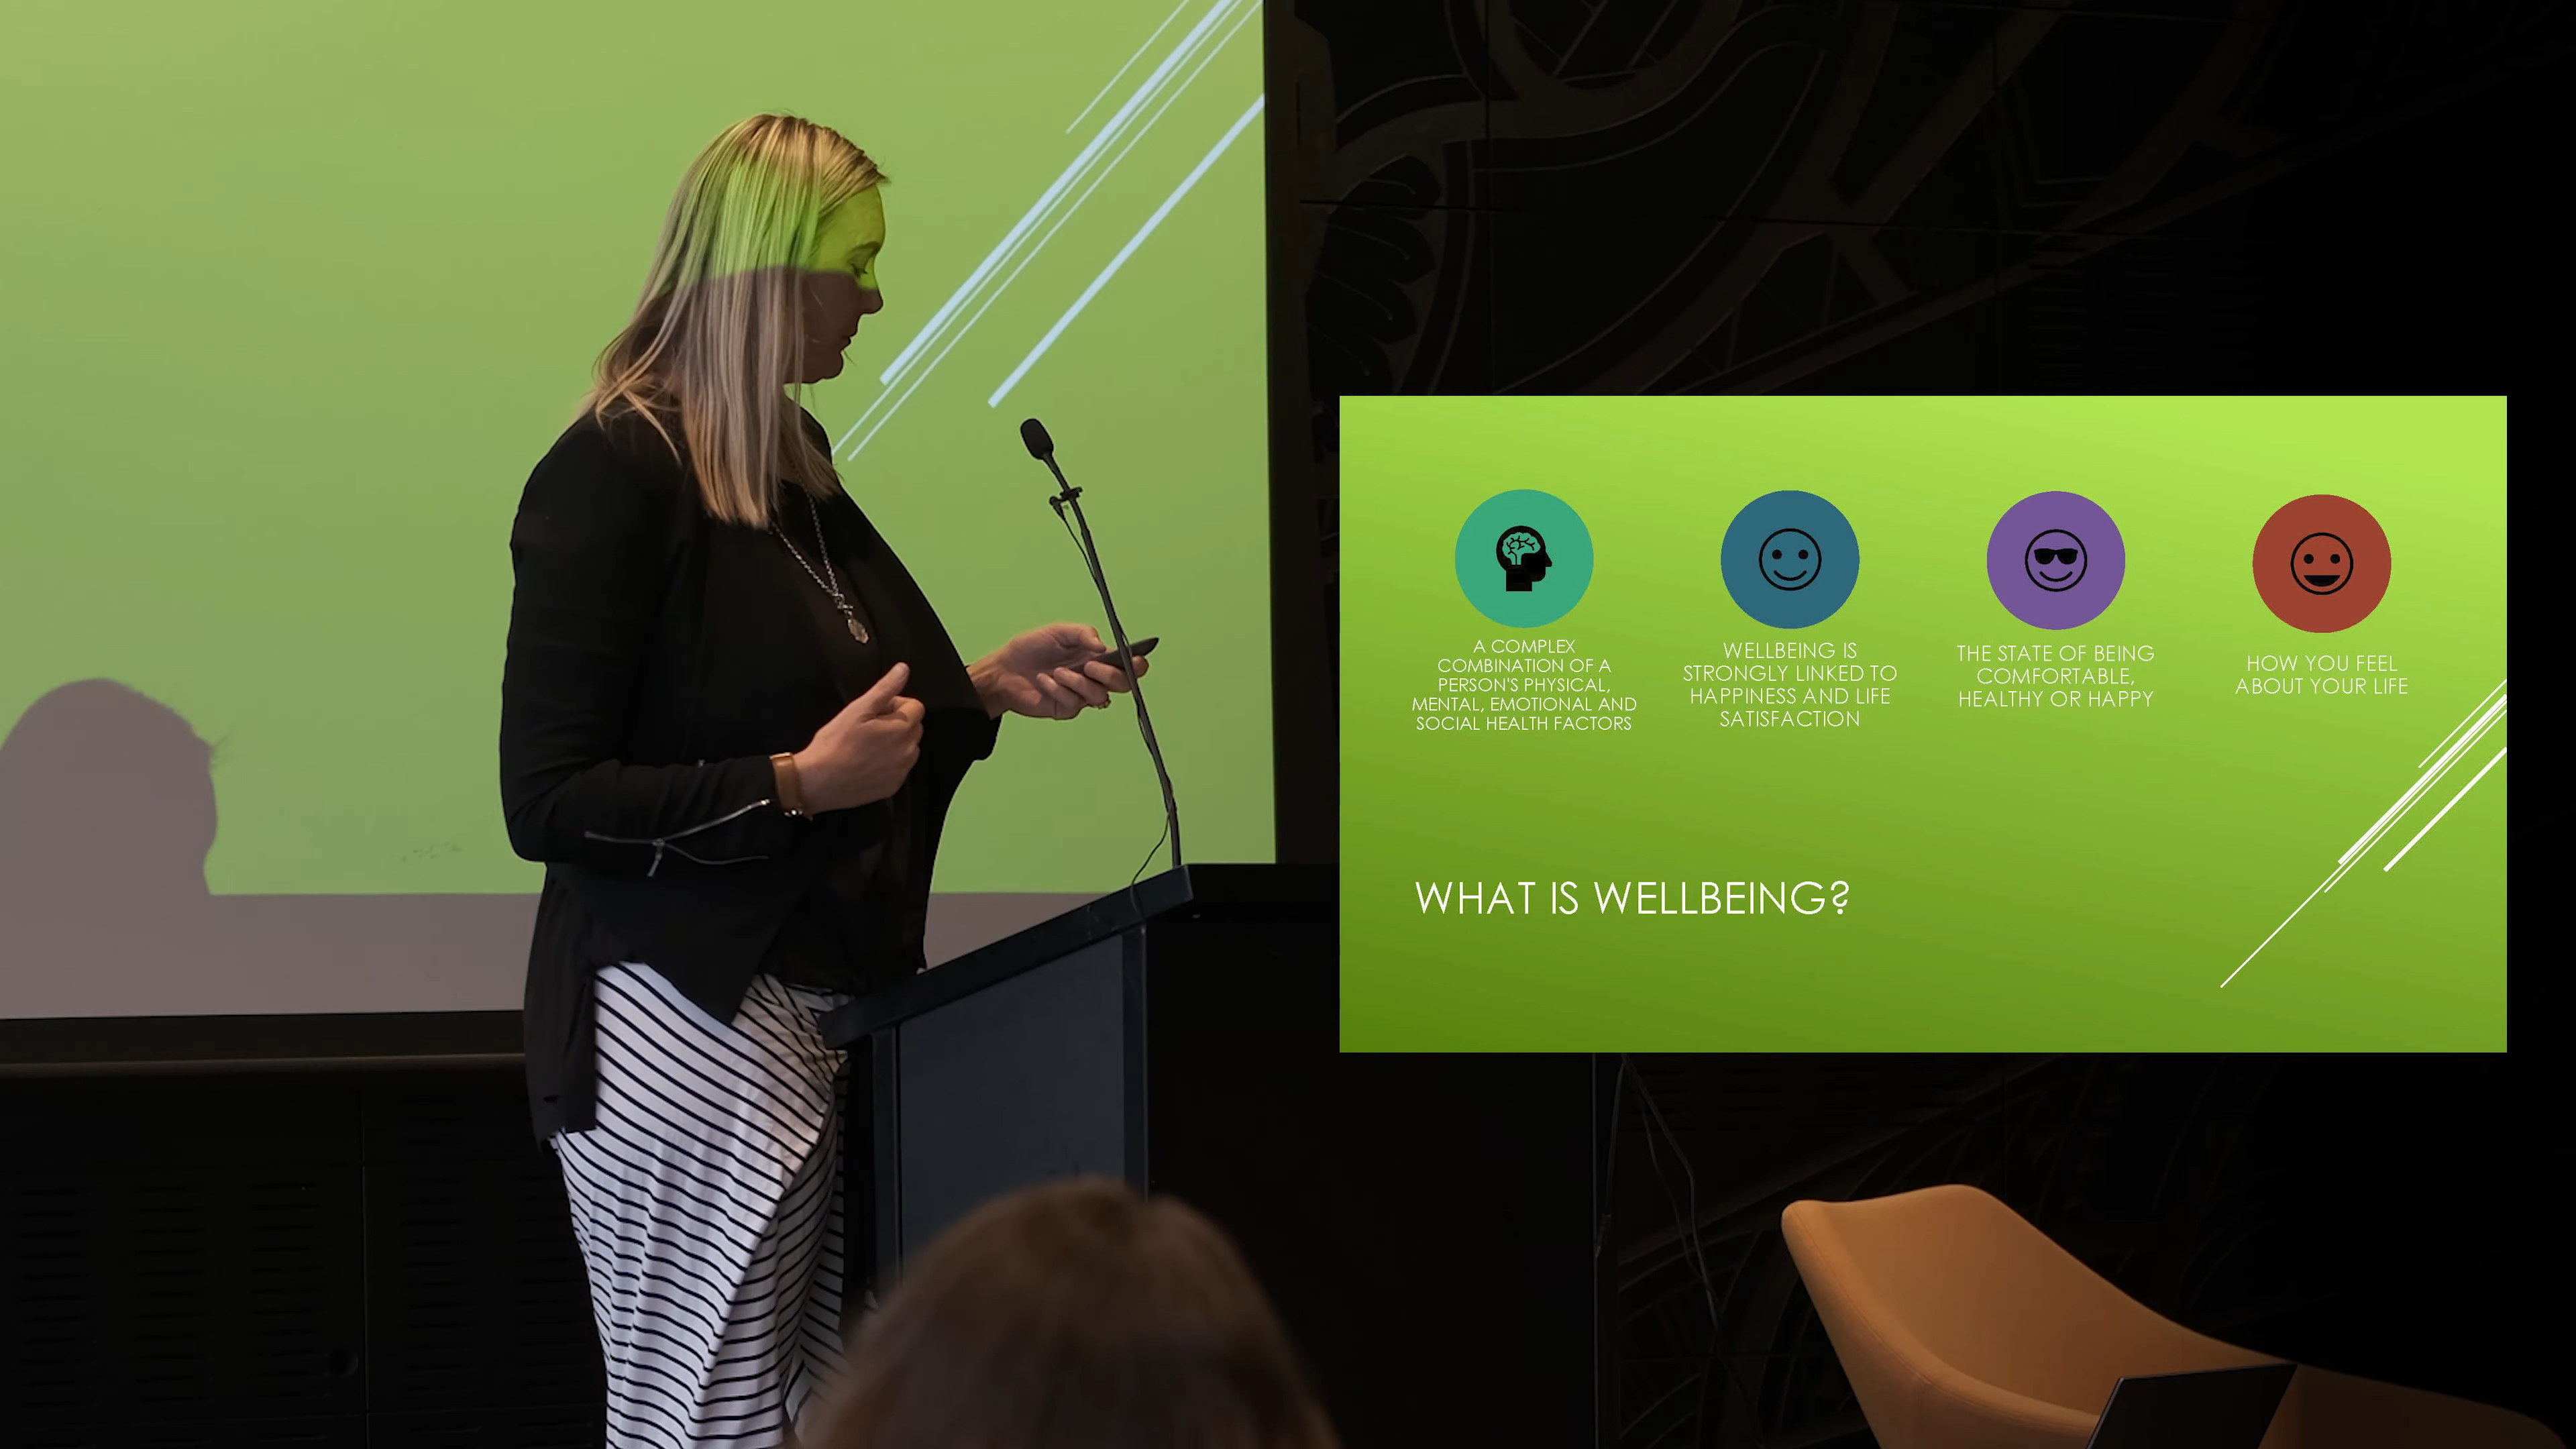 A COMPLEX
COMBINATION OF A
PERSON'S PHYSICAL,
MENTAL, EMOTIONAL AND
SOCIAL HEALTH FACTORS
WELLBEING IS
STRONGLY LINKED TO
HAPPINESS AND LIFE
SATISFACTION
THE STATE OF BEING
COMFORTABLE,
HEALTHY OR HAPPY
HOW YOU FEEL
ABOUT YOUR LIFE
WHAT IS WELLBEING?